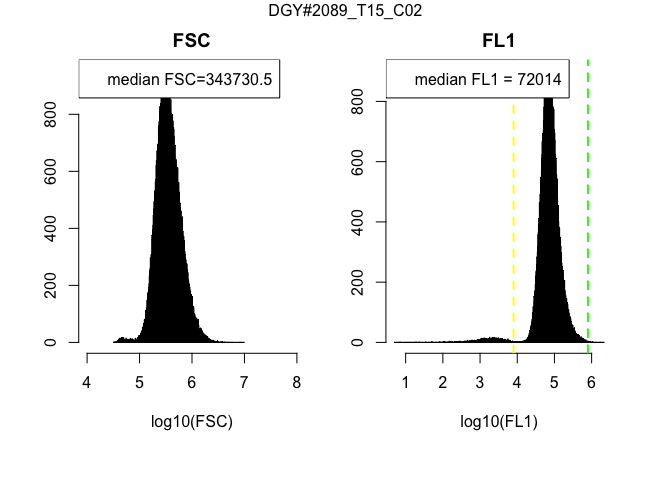 DGY#2089_T15_C02
FSC
FL1
median FSC=343730.5
median FL1 = 72014
800
600
400
200
0
800
600
400
200
0
4 5 6 7 8
1 2 3 4 5 6
log10(FSC)
log10(FL1)